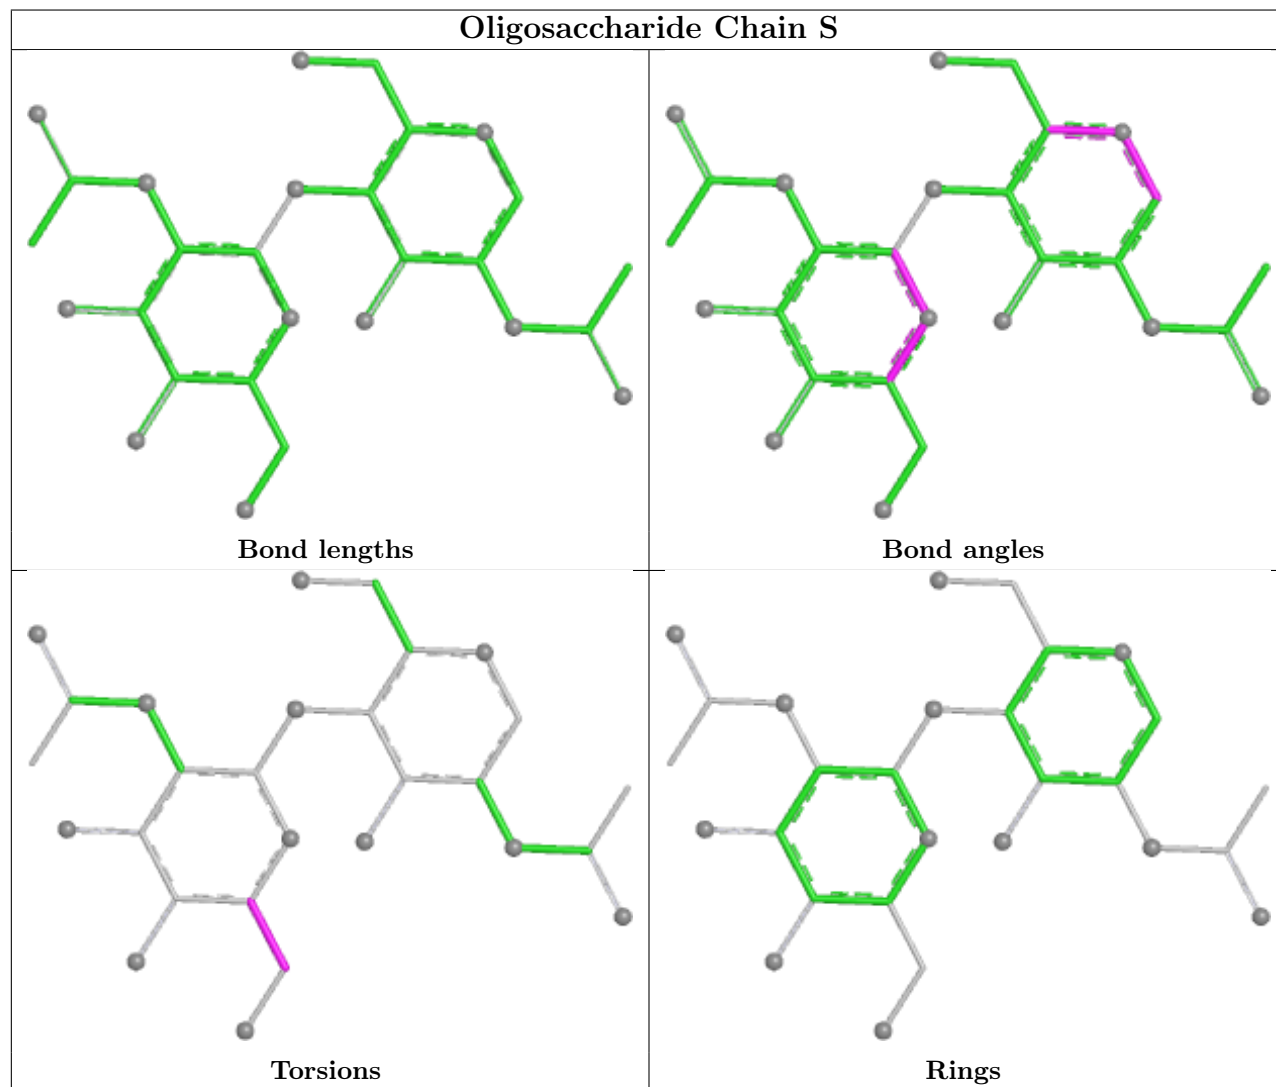 Oligosaccharide Chain S
Bond lengths
Bond angles
Torsions
Rings